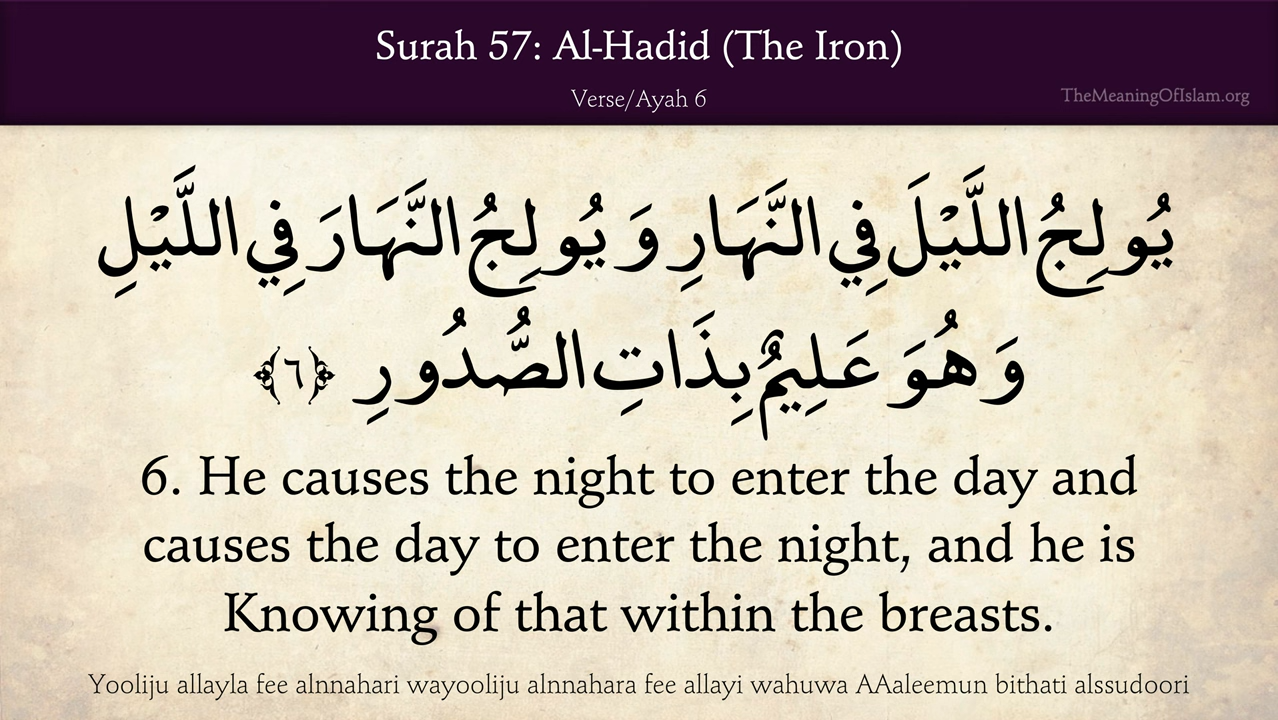 Surah 57: Al-Hadid (The Iron)
Verse/Ayah 6
TheMeaningOfIslam.org
يُولِجُ اللَّيْلَ فِي النَّهَارِ وَ يُولِجُ النَّهَارَ فِي اللَّيْلِ
وَ هُوَ عَلِيمٌ بِذَاتِ الصُّدُورِ ﴿٦﴾
6. He causes the night to enter the day and
causes the day to enter the night, and he is
Knowing of that within the breasts.
Yooliju allayla fee alnnahari wayooliju alnnahara fee allayi wahuwa AAaleemun bithati alssudoori